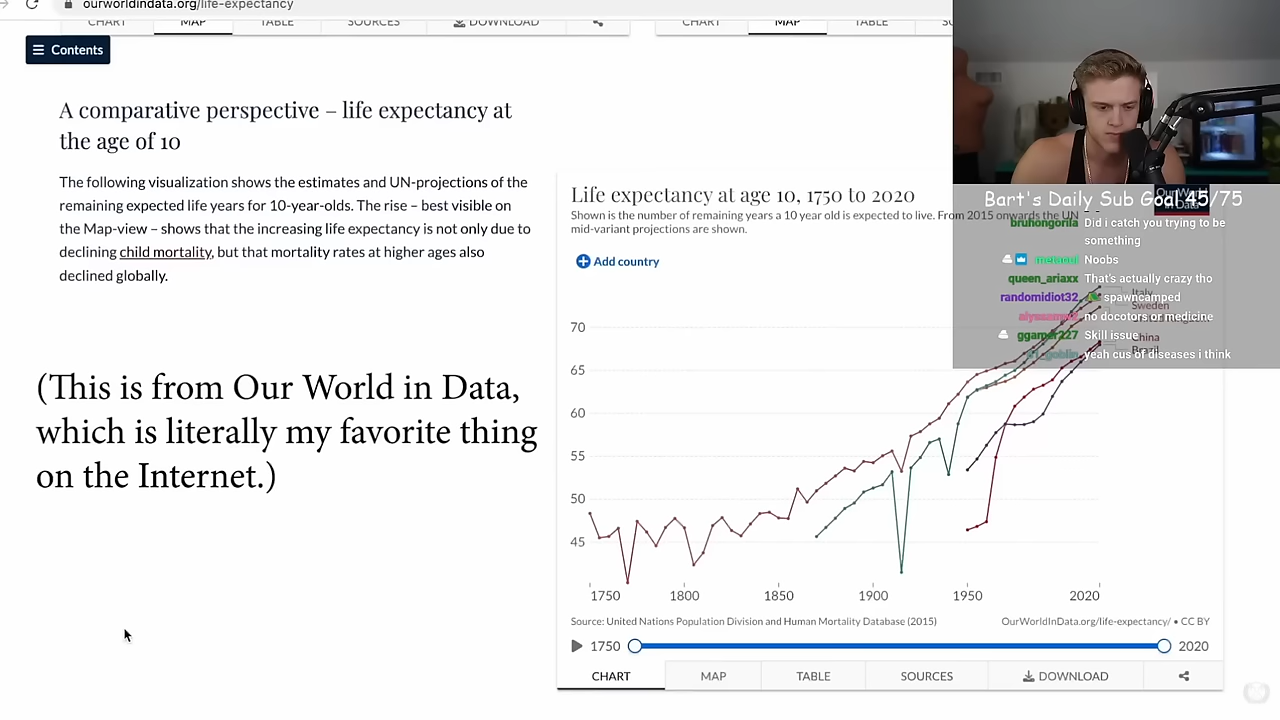 ourworldindata.org/life-expectancy
CHART MAP TABLE SOURCES DOWNLOAD
CHART MAP TABLE
Contents
A comparative perspective – life expectancy at
the age of 10
The following visualization shows the estimates and UN-projections of the
remaining expected life years for 10-year-olds. The rise – best visible on
the Map-view – shows that the increasing life expectancy is not only due to
declining child mortality, but that mortality rates at higher ages also
declined globally.
(This is from Our World in Data,
which is literally my favorite thing
on the Internet.)
Life expectancy at age 10, 1750 to 2020
Shown is the number of remaining years a 10 year old is expected to live. From 2015 onwards the UN
mid-variant projections are shown.
Add country
70
65
60
55
50
45
1750 1800 1850 1900 1950 2020
Italy
Sweden
China
Brazil
Source: United Nations Population Division and Human Mortality Database (2015)
OurWorldInData.org/life-expectancy/ • CC BY
1750 2020
CHART MAP TABLE SOURCES DOWNLOAD
Our World
in Data
Bart's Daily Sub Goal 45/75
bruhongorila Did i catch you trying to be
something
Noobs
queen_ariaxx That's actually crazy tho
randomidiot32 spawncamped
no docotors or medicine
ggamer227 Skill issue
yeah cus of diseases i think